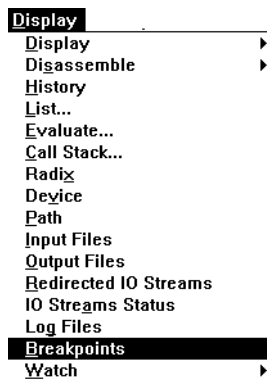 Display
Display
Disassemble
History
List...
Evaluate...
Call Stack...
Radix
Device
Path
Input Files
Output Files
Redirected IO Streams
IO Streams Status
Log Files
Breakpoints
Watch